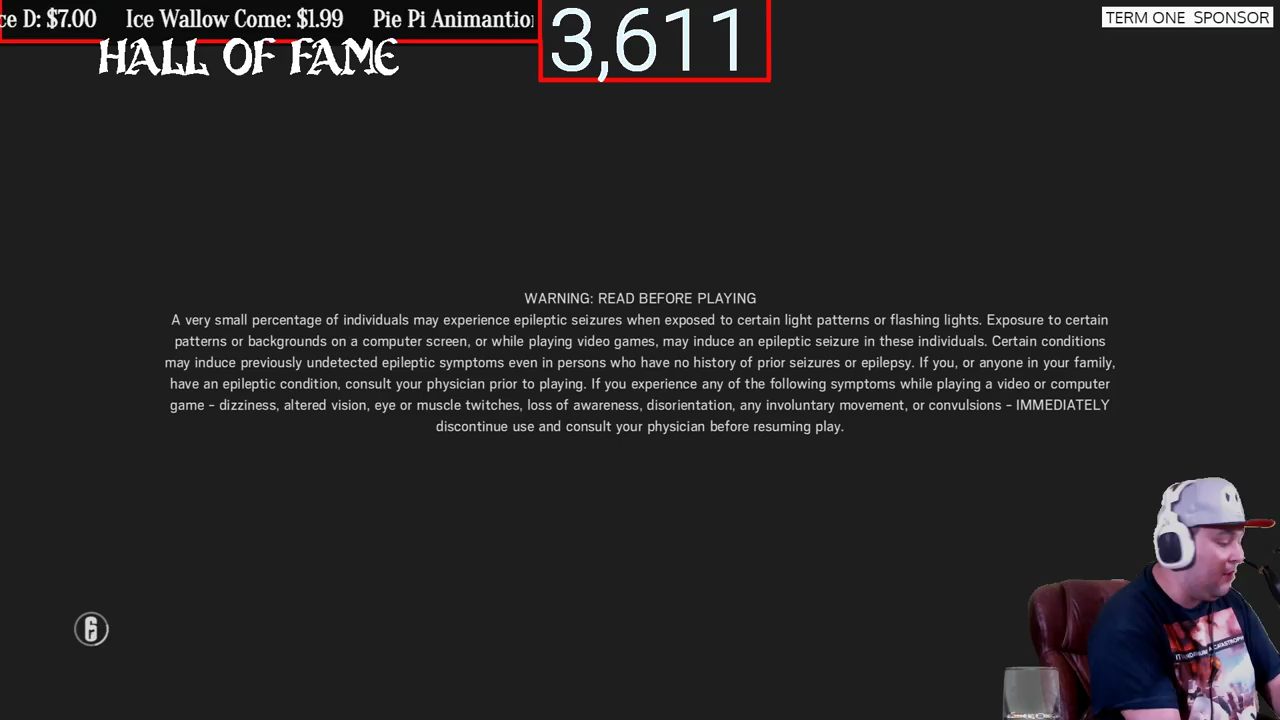 ce D: $7.00 Ice Wallow Come: $1.99 Pie Pi Animantion
3,611
TERM ONE SPONSOR
HALL OF FAME
WARNING: READ BEFORE PLAYING
A very small percentage of individuals may experience epileptic seizures when exposed to certain light patterns or flashing lights. Exposure to certain
patterns or backgrounds on a computer screen, or while playing video games, may induce an epileptic seizure in these individuals. Certain conditions
may induce previously undetected epileptic symptoms even in persons who have no history of prior seizures or epilepsy. If you, or anyone in your family,
have an epileptic condition, consult your physician prior to playing. If you experience any of the following symptoms while playing a video or computer
game - dizziness, altered vision, eye or muscle twitches, loss of awareness, disorientation, any involuntary movement, or convulsions - IMMEDIATELY
discontinue use and consult your physician before resuming play.
6